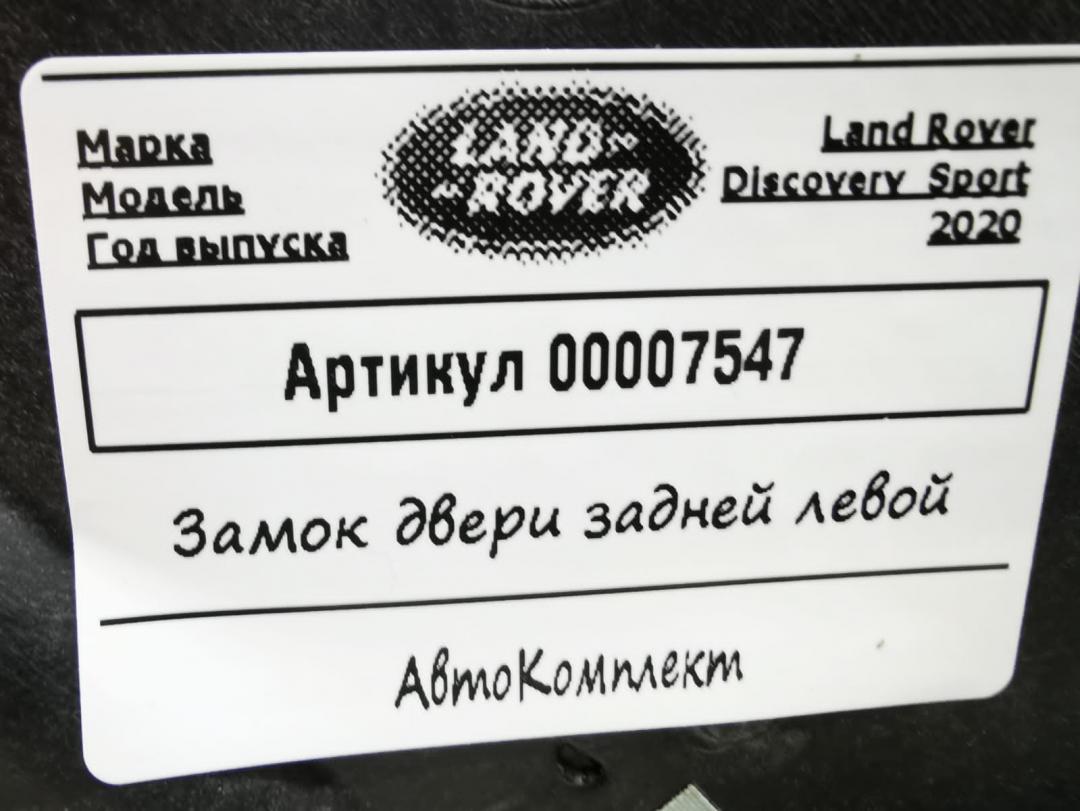 Марка
Модель
Год выпуска
LAND-
-ROVER
Land Rover
Discovery Sport
2020
Артикул 00007547
Замок двери задней левой
АвтоКомплект